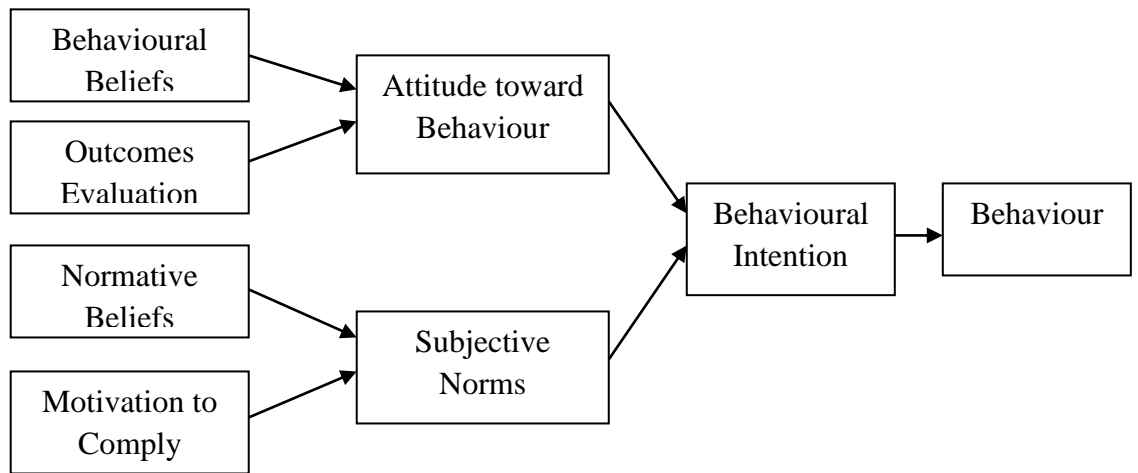 Behavioural
Beliefs
Outcomes
Evaluation
Normative
Beliefs
Motivation to
Comply
Attitude toward
Behaviour
Subjective
Norms
Behavioural
Intention
Behaviour